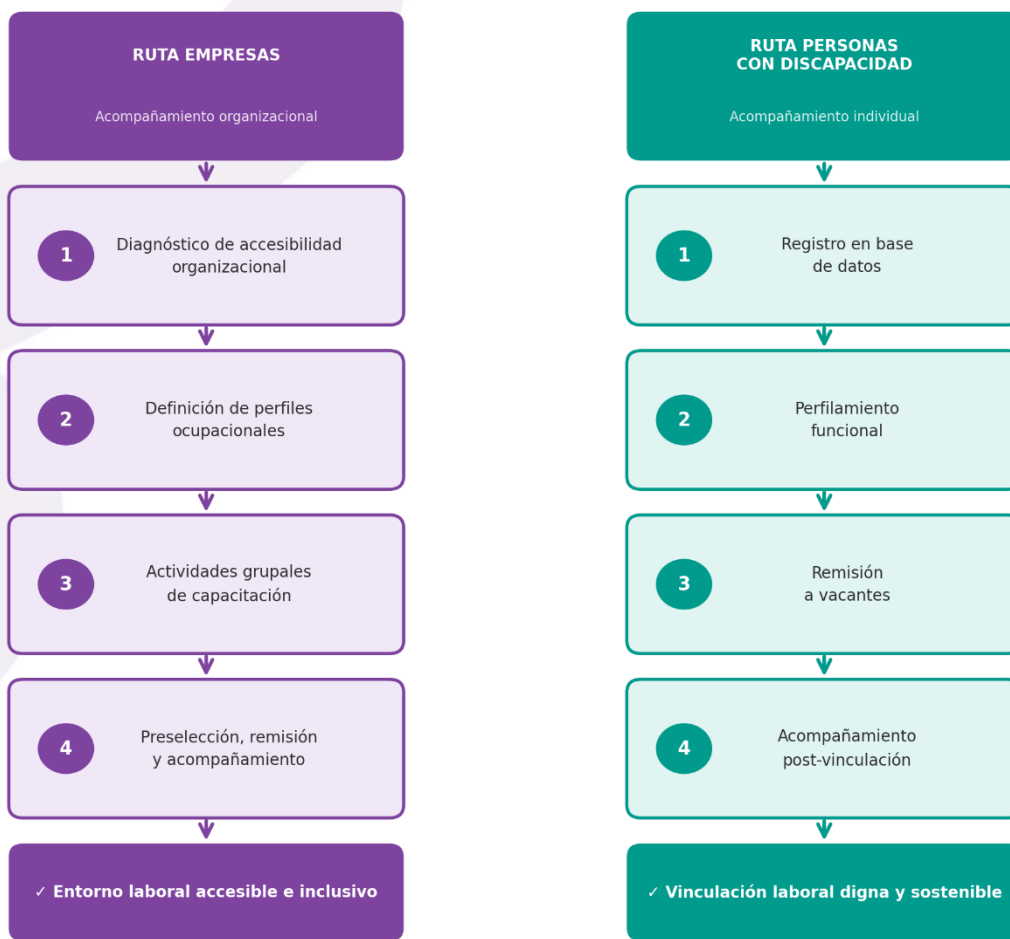 RUTA EMPRESAS
Acompañamiento organizacional
1
Diagnóstico de accesibilidad
organizacional
2
Definición de perfiles
ocupacionales
3
Actividades grupales
de capacitación
4
Preselección, remisión
y acompañamiento
✓ Entorno laboral accesible e inclusivo
RUTA PERSONAS
CON DISCAPACIDAD
Acompañamiento individual
1
Registro en base
de datos
2
Perfilamiento
funcional
3
Remisión
a vacantes
4
Acompañamiento
post-vinculación
✓ Vinculación laboral digna y sostenible